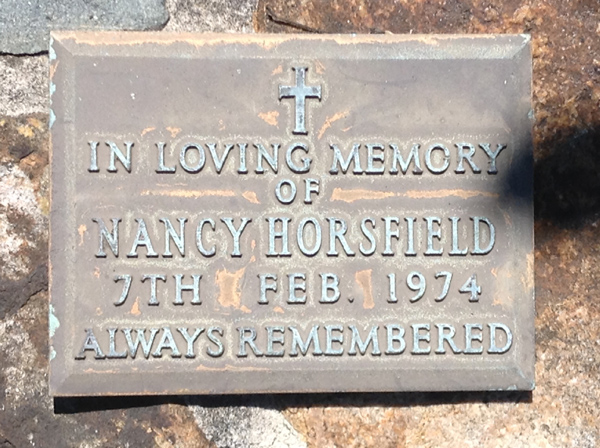 IN LOVING MEMORY
OF
NANCY HORSFIELD
7TH FEB. 1974
ALWAYS REMEMBERED